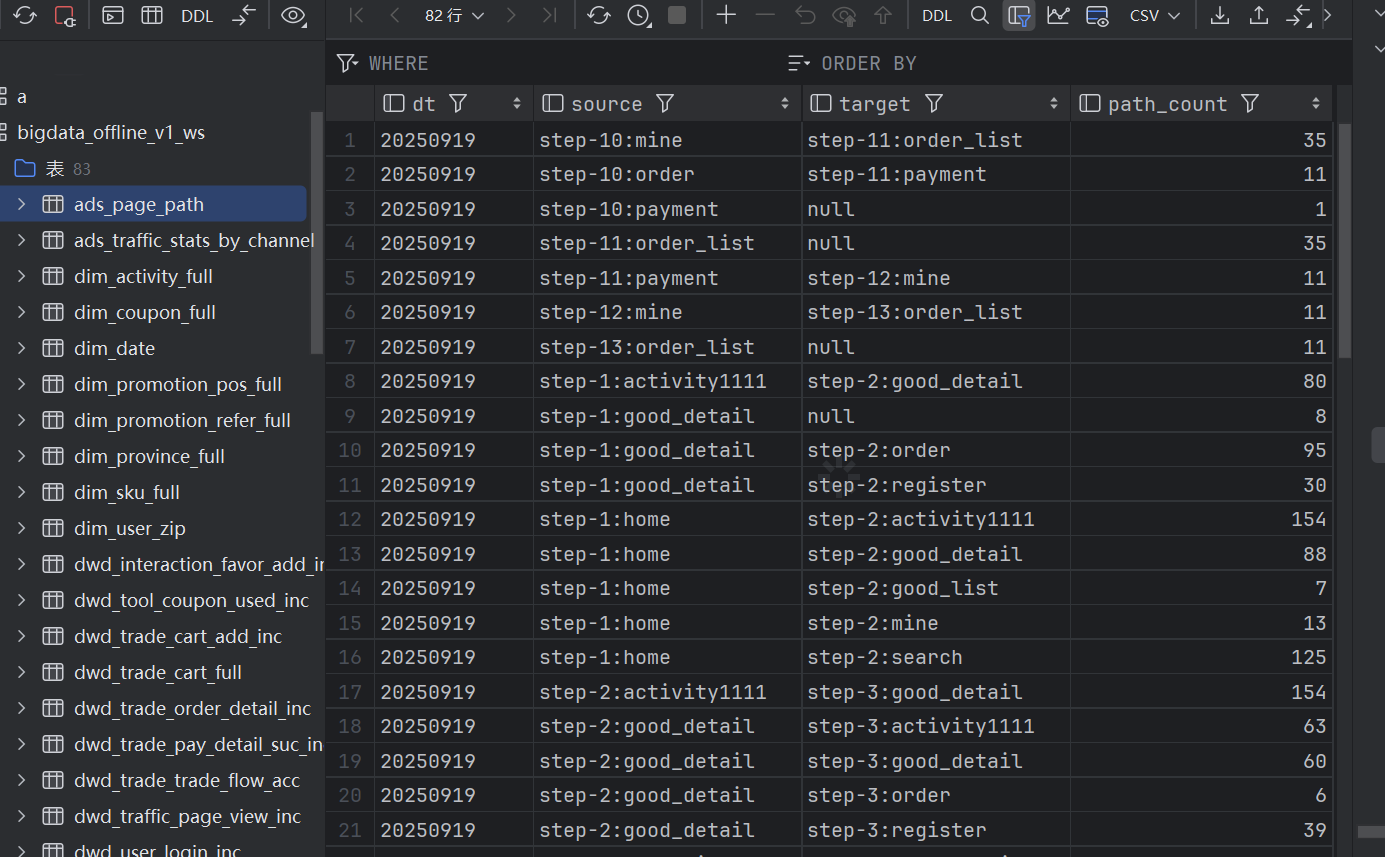 DDL
82 行
DDL
CSV
WHERE
ORDER BY
a
bigdata_offline_v1_ws
表 83
ads_page_path
ads_traffic_stats_by_channel
dim_activity_full
dim_coupon_full
dim_date
dim_promotion_pos_full
dim_promotion_refer_full
dim_province_full
dim_sku_full
dim_user_zip
dwd_interaction_favor_add_in
dwd_tool_coupon_used_inc
dwd_trade_cart_add_inc
dwd_trade_cart_full
dwd_trade_order_detail_inc
dwd_trade_pay_detail_suc_in
dwd_trade_trade_flow_acc
dwd_traffic_page_view_inc
dwd_user_login_inc
dt source target path_count
1 20250919 step-10:mine step-11:order_list 35
2 20250919 step-10:order step-11:payment 11
3 20250919 step-10:payment null 1
4 20250919 step-11:order_list null 35
5 20250919 step-11:payment step-12:mine 11
6 20250919 step-12:mine step-13:order_list 11
7 20250919 step-13:order_list null 11
8 20250919 step-1:activity1111 step-2:good_detail 80
9 20250919 step-1:good_detail null 8
10 20250919 step-1:good_detail step-2:order 95
11 20250919 step-1:good_detail step-2:register 30
12 20250919 step-1:home step-2:activity1111 154
13 20250919 step-1:home step-2:good_detail 88
14 20250919 step-1:home step-2:good_list 7
15 20250919 step-1:home step-2:mine 13
16 20250919 step-1:home step-2:search 125
17 20250919 step-2:activity1111 step-3:good_detail 154
18 20250919 step-2:good_detail step-3:activity1111 63
19 20250919 step-2:good_detail step-3:good_detail 60
20 20250919 step-2:good_detail step-3:order 6
21 20250919 step-2:good_detail step-3:register 39